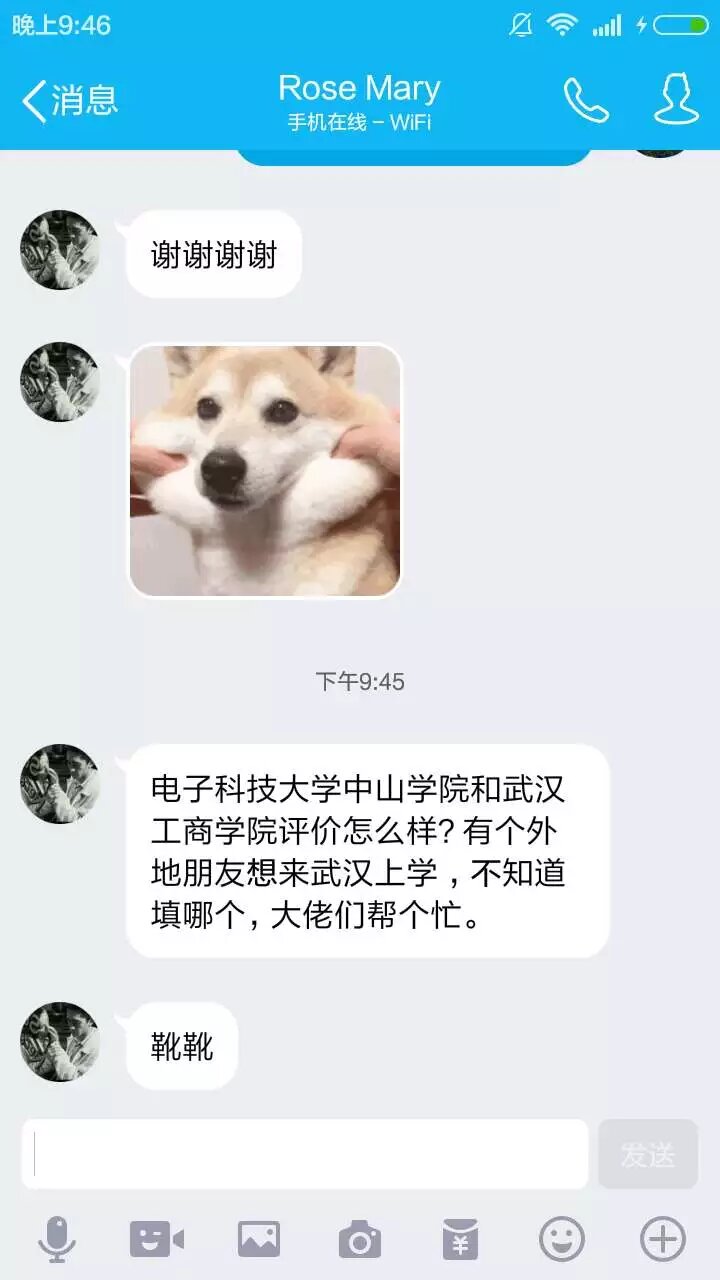 晚上9:46
消息
Rose Mary
手机在线 – WiFi
谢谢谢谢
下午9:45
电子科技大学中山学院和武汉
工商学院评价怎么样?有个外
地朋友想来武汉上学，不知道
填哪个，大佬们帮个忙。
靴靴
发送